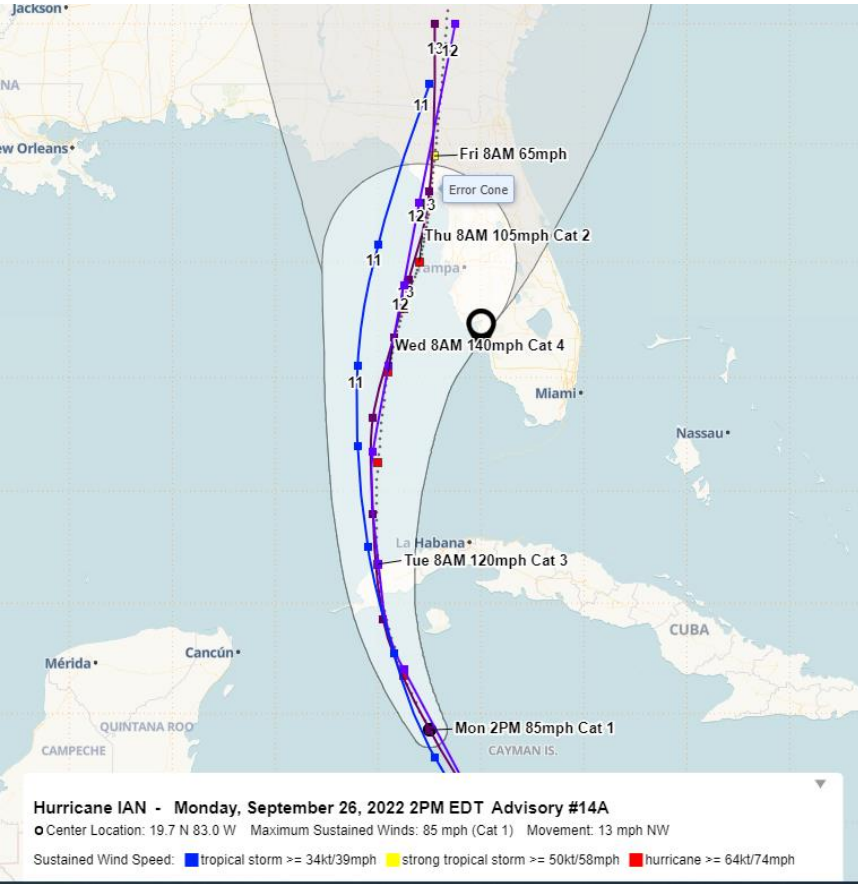 Jackson
NA
ew Orleans
13
12
11
Fri 8AM 65mph
Error Cone
3
12
Thu 8AM 105mph Cat 2
11
ampa
13
12
Wed 8AM 140mph Cat 4
11
Miami
Nassau
La Habana
Tue 8AM 120mph Cat 3
CUBA
Mérida
Cancún
QUINTANA ROO
CAMPECHE
Mon 2PM 85mph Cat 1
CAYMAN IS.
Hurricane IAN - Monday, September 26, 2022 2PM EDT Advisory #14A
Center Location: 19.7 N 83.0 W Maximum Sustained Winds: 85 mph (Cat 1) Movement: 13 mph NW
Sustained Wind Speed: tropical storm >= 34kt/39mph strong tropical storm >= 50kt/58mph hurricane >= 64kt/74mph